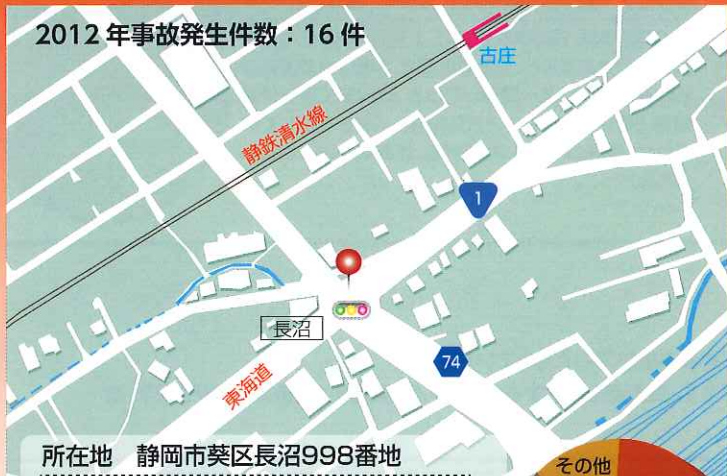 2012年事故発生件数：16件
古庄
静鉄清水線
1
長沼
74
東海道
所在地　静岡市葵区長沼998番地
その他